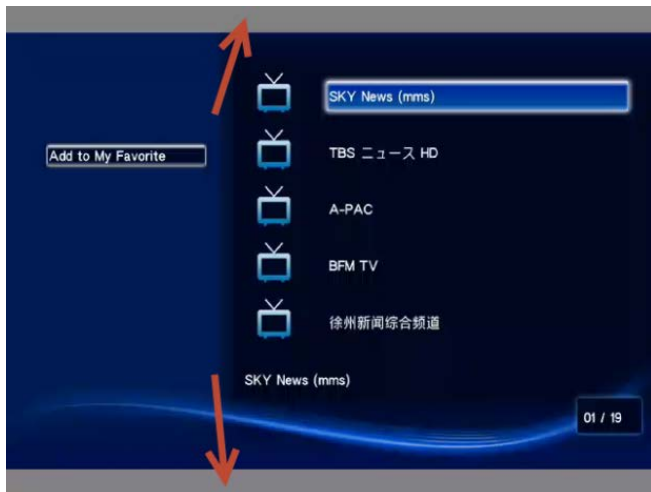 SKY News (mms)
Add to My Favorite
TBS ニュース HD
A-PAC
BFM TV
徐州新闻综合频道
SKY News (mms)
01 / 19